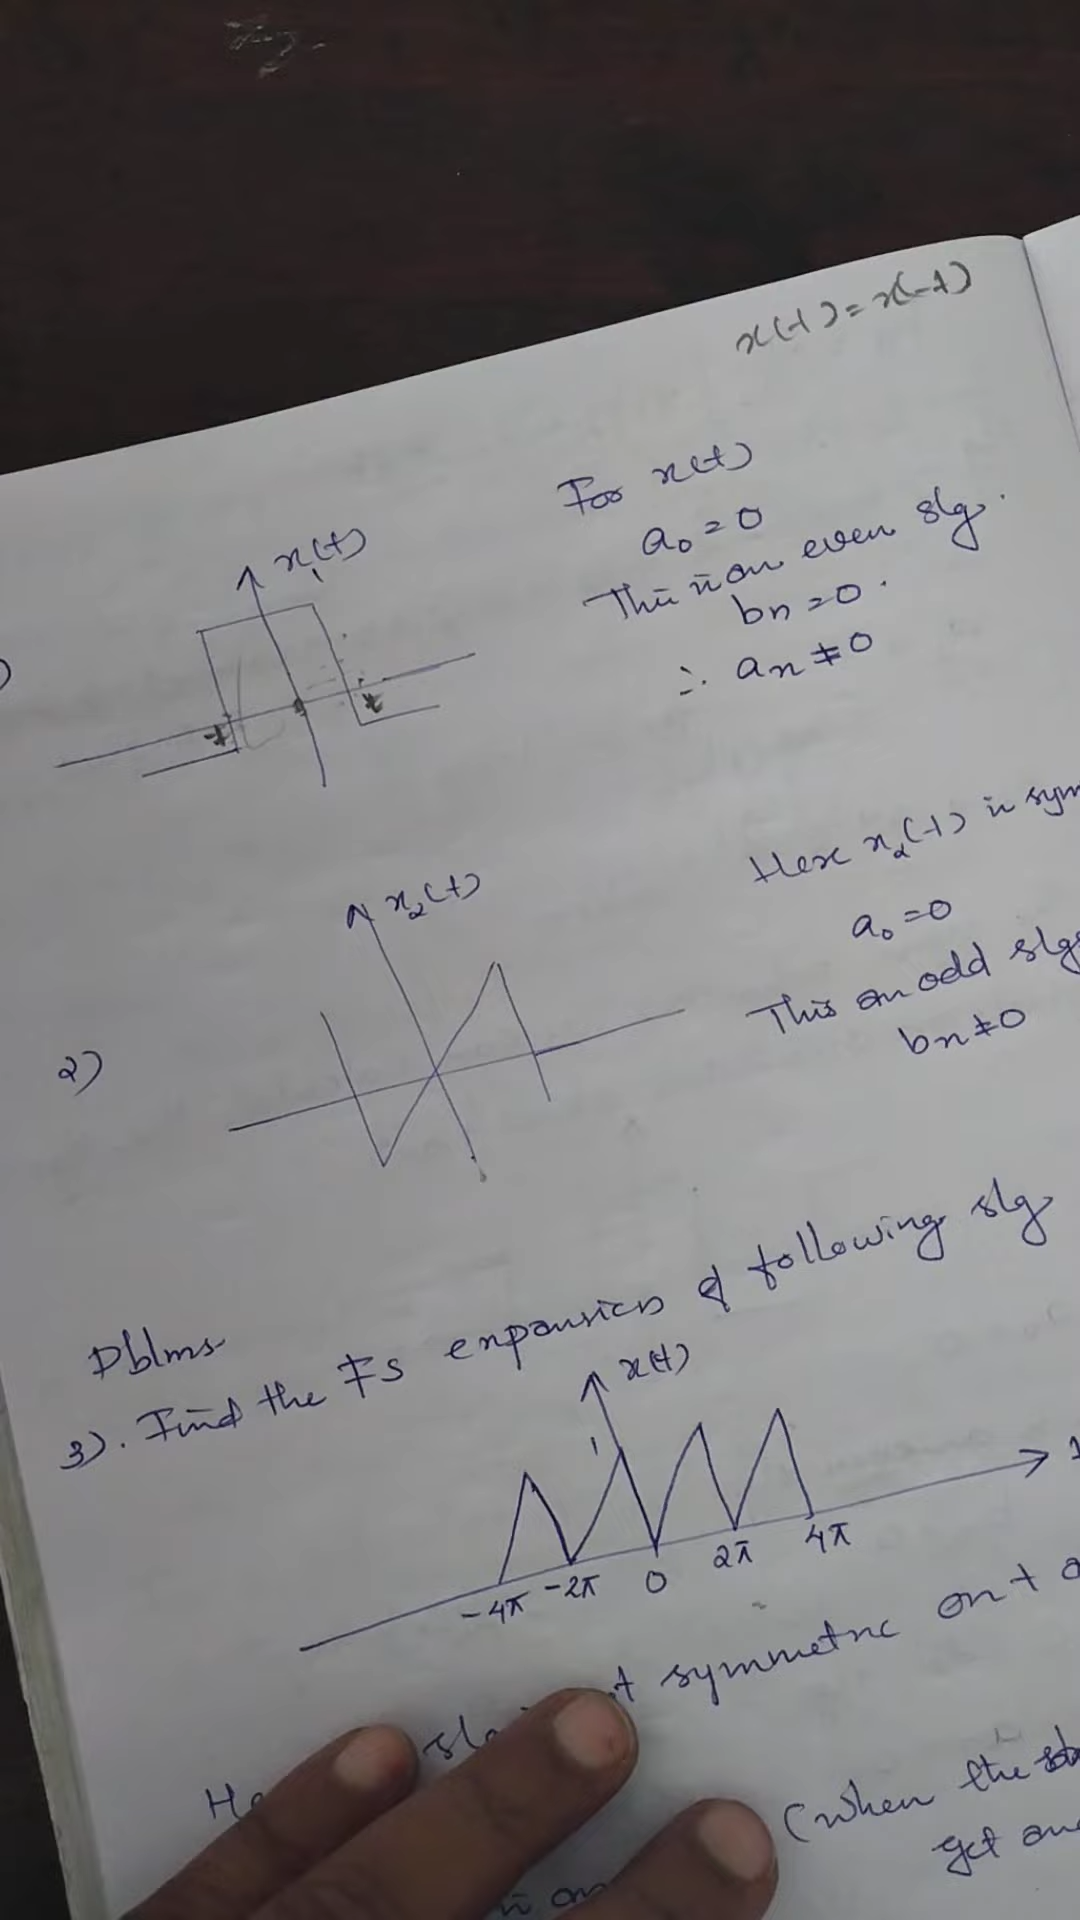 x(t) = x(-t)
For x(t)
a₀ = 0
This is an even slg.
bn = 0.
∴ an ≠ 0
x₁(t)
x₂(t)
Here x₂(t) is sym
a₀ = 0
This an odd slg
bn ≠ 0
2)
Pblms
3). Find the FS expansion of following slg
x(t)
1
-4π -2π 0 2π 4π
symmetric on t a
(when the
get